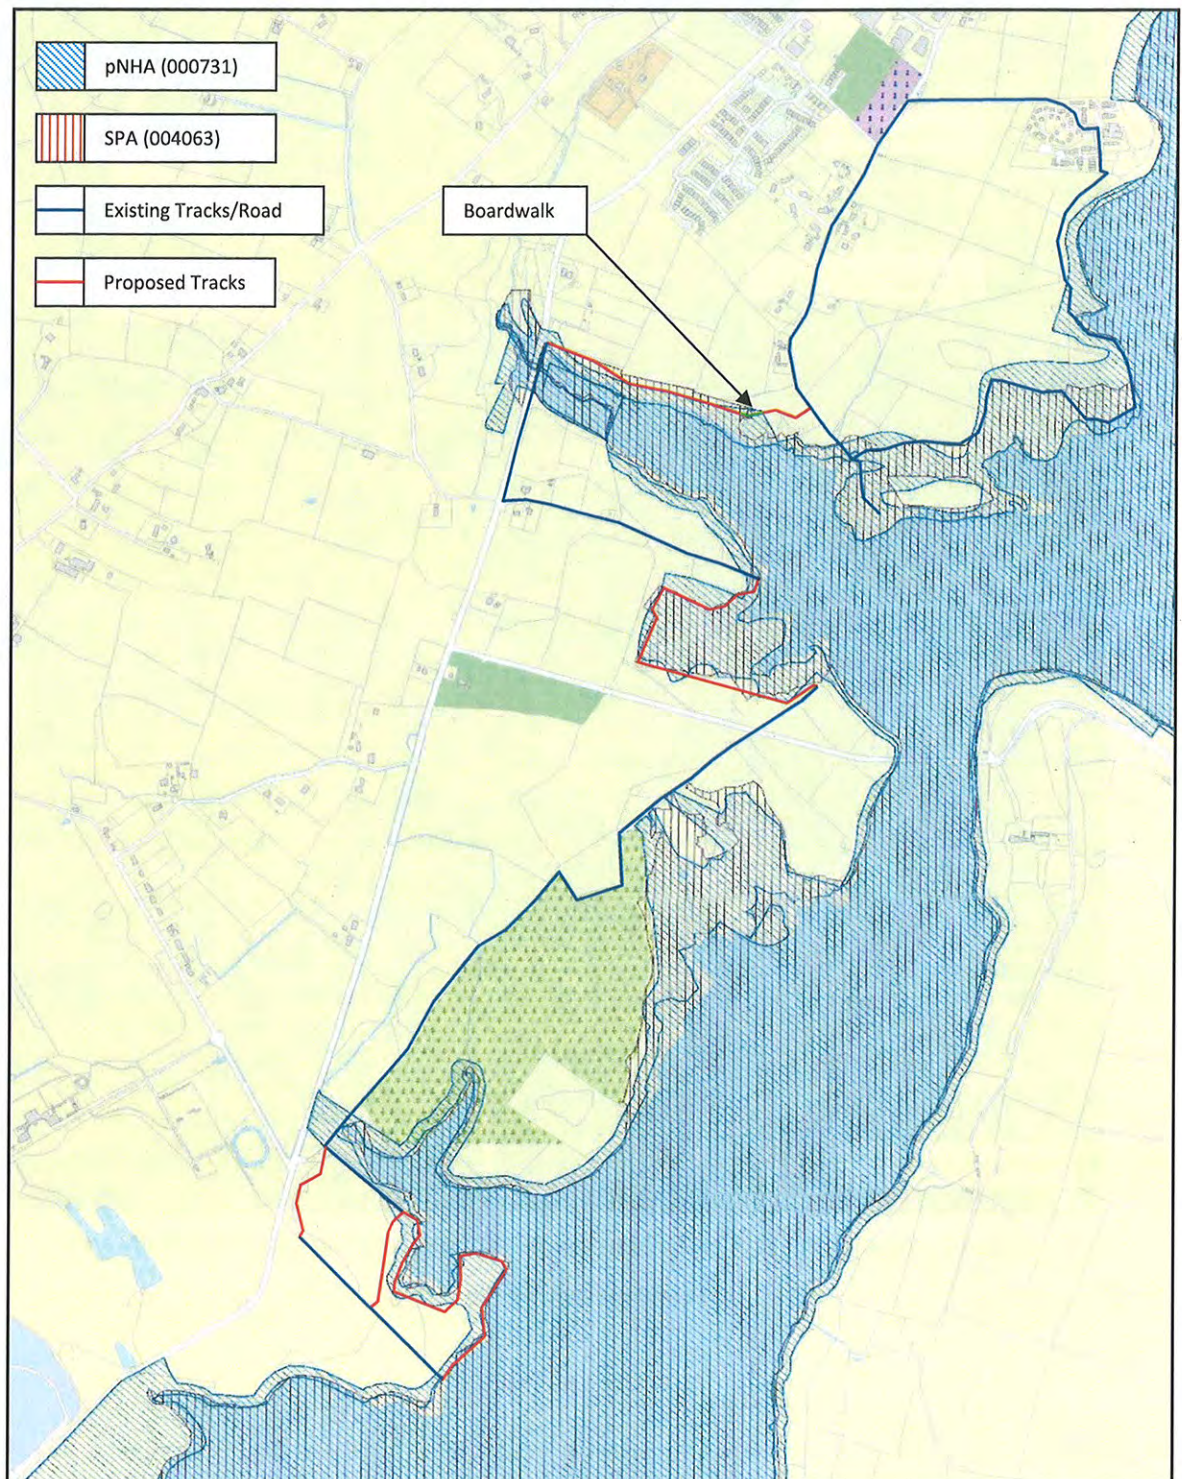 pNHA (000731)
SPA (004063)
Existing Tracks/Road
Boardwalk
Proposed Tracks